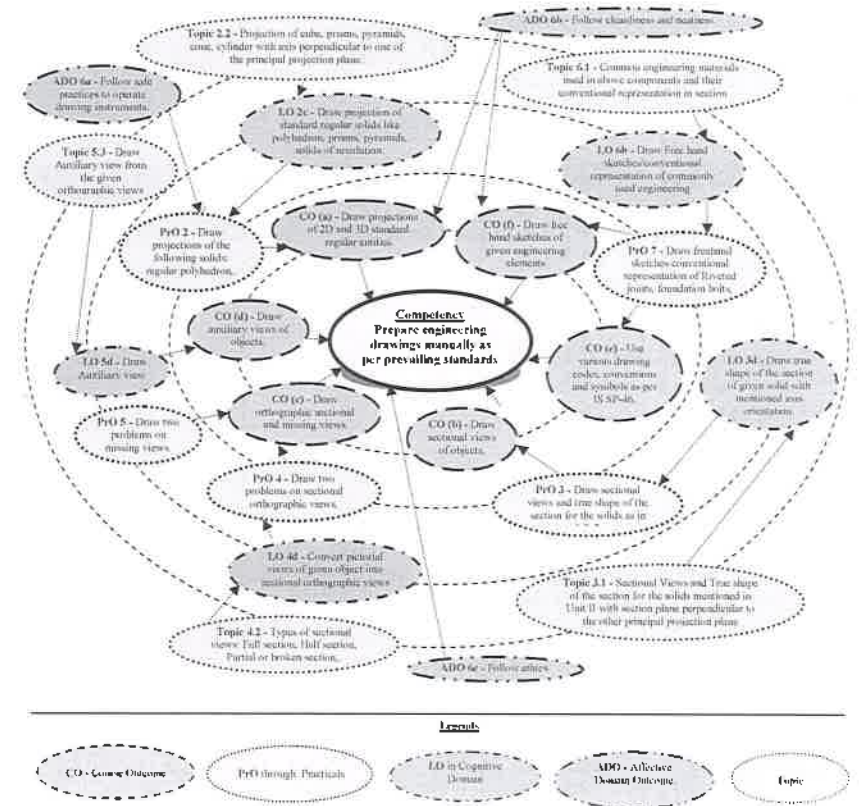 ADO 6b - Follow cleanliness and neatness.
Topic 2.2 - Projection of cube, prisms, pyramids,
cone, cylinder with axis perpendicular to one of
the principal projection plane.
Topic 6.1 - Common engineering materials
used in above components and their
conventional representation in section
ADO 6a - Follow safe
practices to operate
drawing instruments.
LO 2c - Draw projection of
standard regular solids like
polyhedron, prisms, pyramids,
solids of revolution.
Topic 5.3 - Draw
Auxiliary view from
the given
orthographic views
LO 6b - Draw Free hand
sketches/conventional
representation of commonly
used engineering
CO (a) - Draw projections
of 2D and 3D standard
regular entities.
CO (f) - Draw free
hand sketches of
given engineering
elements
PrO 2 - Draw
projections of the
following solids:
regular polyhedron,
PrO 7 - Draw freehand
sketches/conventional
representation of Riveted
joints, foundation bolts,
Competency
Prepare engineering
drawings manually as
per prevailing standards
CO (d) - Draw
auxiliary views of
objects.
CO (e) - Use
various drawing
codes, conventions
and symbols as per
IS SP-46.
LO 3d - Draw true
shape of the section
of given solid with
mentioned axis
orientation.
LO 5d - Draw
Auxiliary view
CO (c) - Draw
orthographic sectional
and missing views.
CO (b) - Draw
sectional views
of objects.
PrO 5 - Draw two
problems on
missing views.
PrO 4 - Draw two
problems on sectional
orthographic views.
PrO 3 - Draw sectional
views and true shape of the
section for the solids as in
LO 4d - Convert pictorial
views of given object into
sectional orthographic views
Topic 3.1 - Sectional Views and True shape
of the section for the solids mentioned in
Unit II with section plane perpendicular to
the other principal projection plane
Topic 4.2 - Types of sectional
views: Full section, Half section,
Partial or broken section,
ADO 6e - Follow ethics.
Legends
CO - Course Outcome
PrO through Practicals
LO in Cognitive
Domain
ADO - Affective
Domain Outcome
Topic